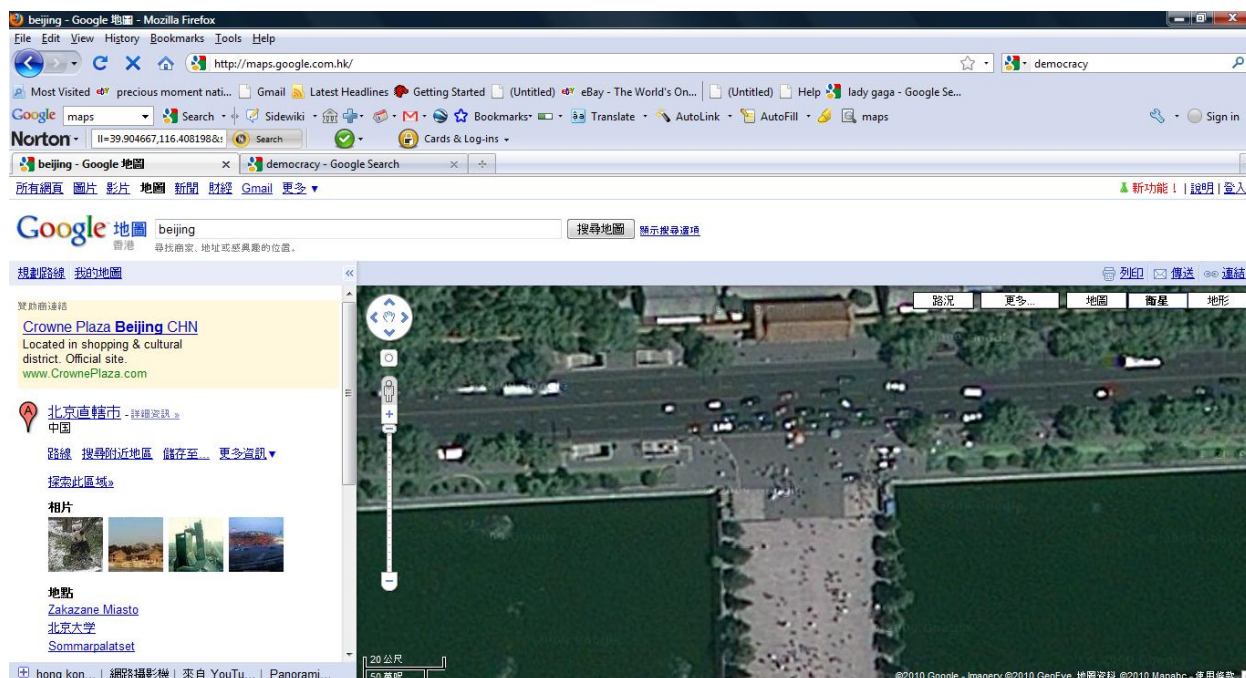 beijing - Google 地圖 - Mozilla Firefox
File Edit View History Bookmarks Tools Help
http://maps.google.com.hk/
democracy
Most Visited precious moment nati... Gmail Latest Headlines Getting Started (Untitled) eBay - The World's On... (Untitled) Help lady gaga - Google Se...
Google maps Search Sidewiki Bookmarks Translate AutoLink AutoFill maps Sign in
Norton ll=39.904667,116.408198&s Search Cards & Log-ins
beijing - Google 地圖 x democracy - Google Search x
所有網頁 圖片 影片 地圖 新聞 財經 Gmail 更多 ▼ 新功能! | 說明 | 登入
Google 地圖 beijing 搜尋地圖 顯示搜尋選項
香港 尋找商家、地址或感興趣的位置。
規劃路線 我的地圖 « 列印 傳送 連結
贊助商連結
Crowne Plaza Beijing CHN
Located in shopping & cultural
district. Official site.
www.CrownePlaza.com
路況 更多... 地圖 衛星 地形
A 北京直轄市 - 詳細資訊 »
中国
路線 搜尋附近地區 儲存至... 更多資訊▼
探索此區域»
相片
地點
Zakazane Miasto
北京大学
Sommarpalatset
hong kon... | 網路攝影機 | 來自 YouTu... | Panorami...
20 公尺
50 英呎
©2010 Google - Imagery ©2010 GeoEye, 地圖資料 ©2010 Mapabc - 使用條款